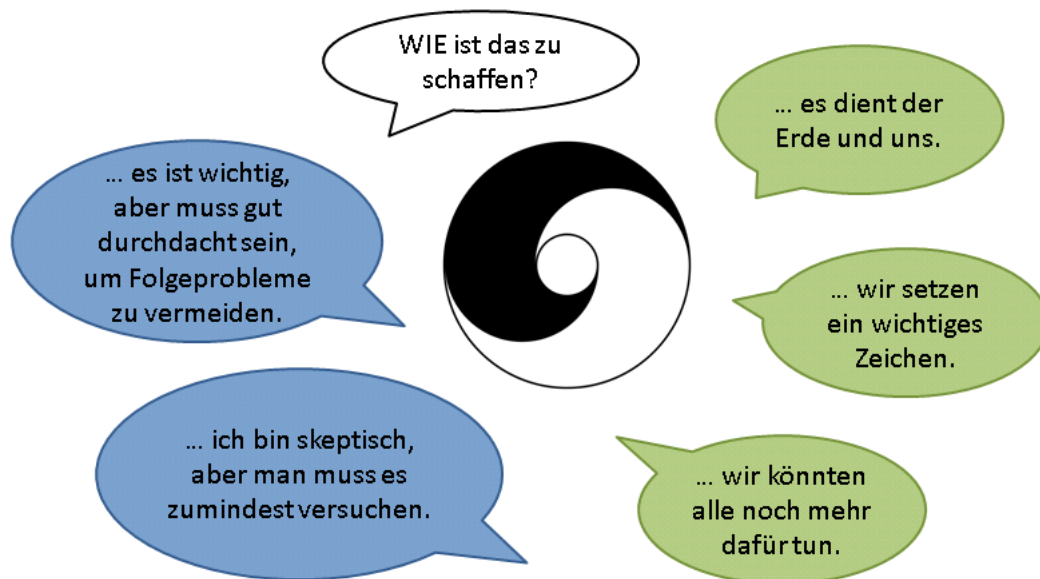 WIE ist das zu
schaffen?
... es dient der
Erde und uns.
... es ist wichtig,
aber muss gut
durchdacht sein,
um Folgeprobleme
zu vermeiden.
... wir setzen
ein wichtiges
Zeichen.
... ich bin skeptisch,
aber man muss es
zumindest versuchen.
... wir könnten
alle noch mehr
dafür tun.